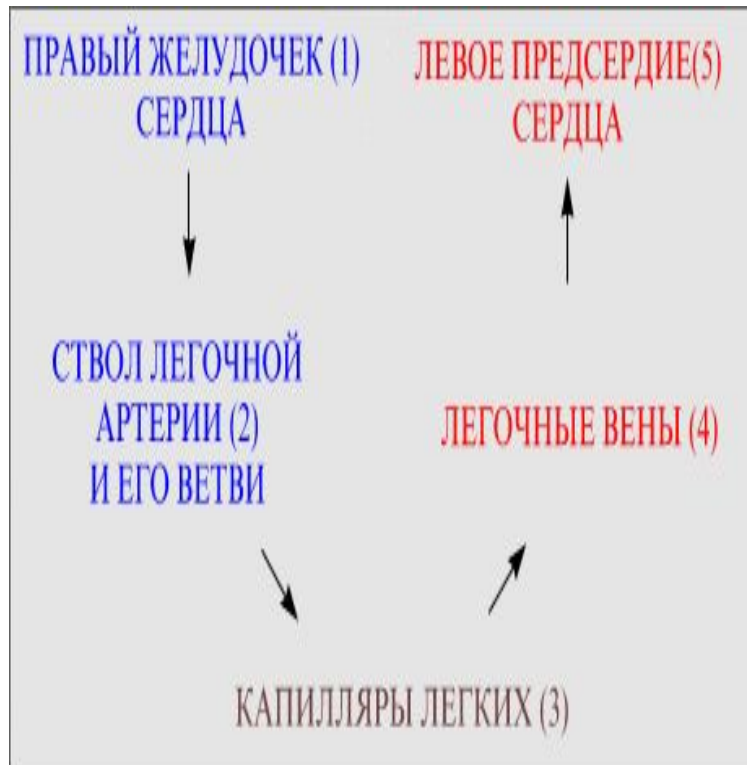 ПРАВЫЙ ЖЕЛУДОЧЕК (1)
СЕРДЦА
СТВОЛ ЛЕГОЧНОЙ
АРТЕРИИ (2)
И ЕГО ВЕТВИ
КАПИЛЛЯРЫ ЛЕГКИХ (3)
ЛЕГОЧНЫЕ ВЕНЫ (4)
ЛЕВОЕ ПРЕДСЕРДИЕ(5)
СЕРДЦА